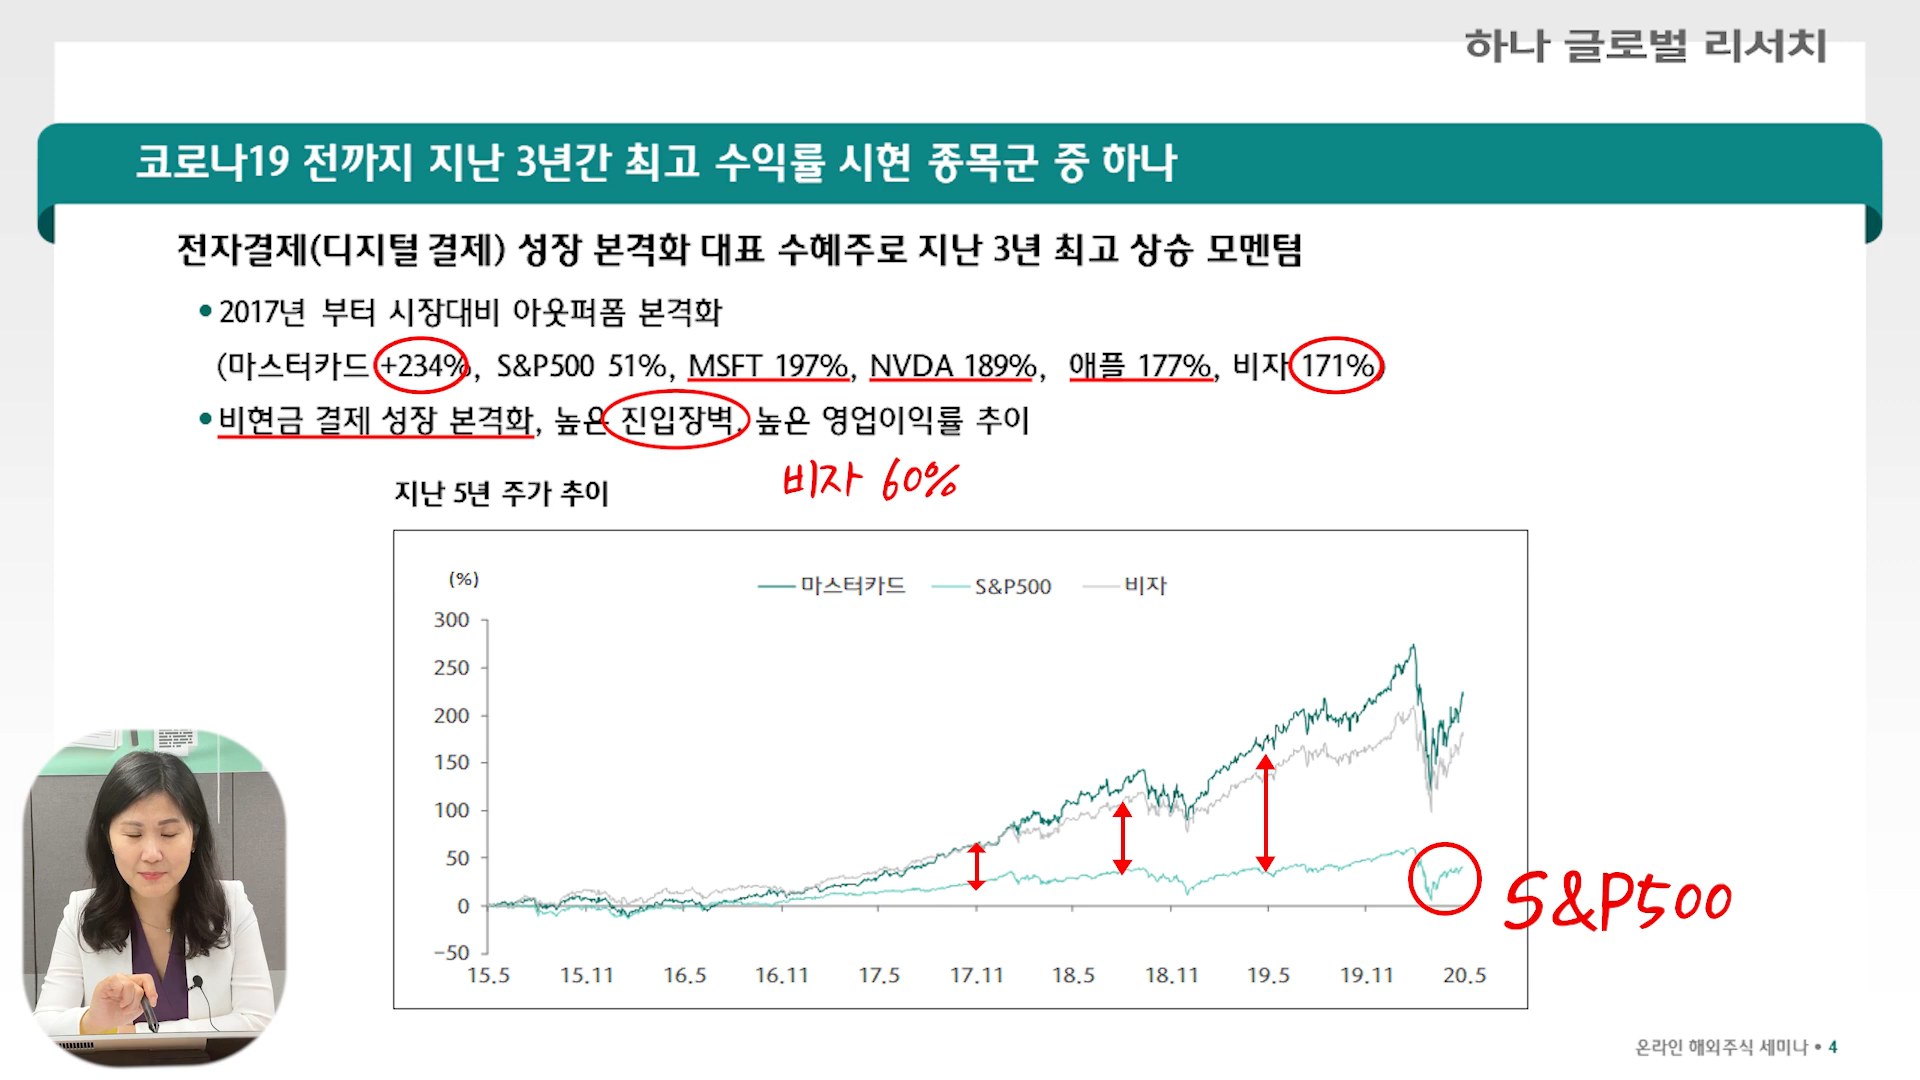 하나 글로벌 리서치
코로나19 전까지 지난 3년간 최고 수익률 시현 종목군 중 하나
전자결제(디지털 결제) 성장 본격화 대표 수혜주로 지난 3년 최고 상승 모멘텀
•2017년 부터 시장대비 아웃퍼폼 본격화
(마스터카드 +234%, S&P500 51%, MSFT 197%, NVDA 189%, 애플 177%, 비자 171%)
•비현금 결제 성장 본격화, 높은 진입장벽, 높은 영업이익률 추이
비자 60%
지난 5년 주가 추이
(%)
마스터카드 S&P500 비자
300
250
200
150
100
50
0
-50
15.5 15.11 16.5 16.11 17.5 17.11 18.5 18.11 19.5 19.11 20.5
S&P500
온라인 해외주식 세미나 • 4